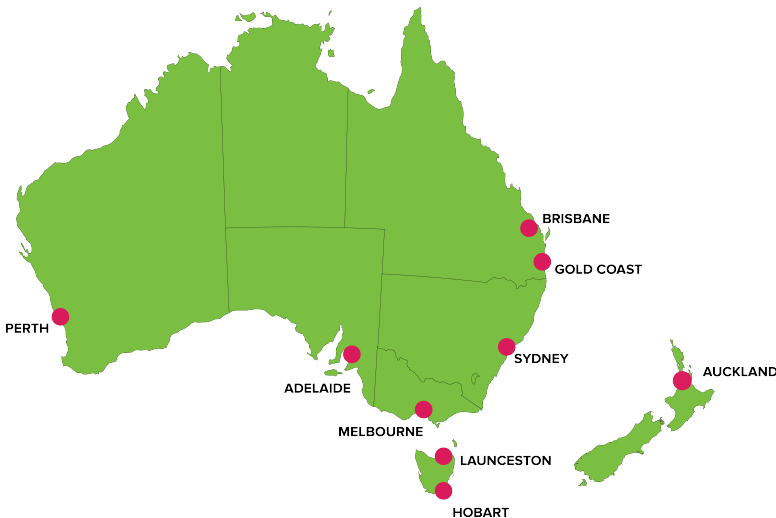 BRISBANE
GOLD COAST
PERTH
SYDNEY
AUCKLAND
ADELAIDE
MELBOURNE
LAUNCESTON
HOBART